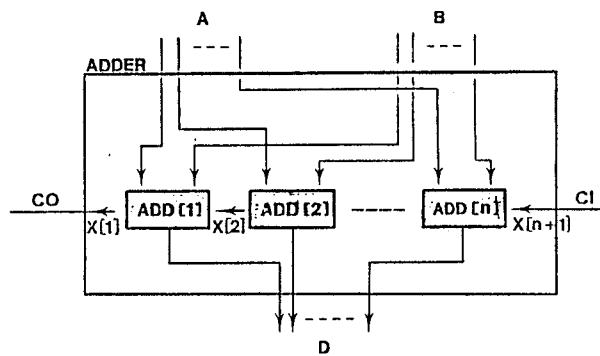 A
B
ADDER
CO
ADD[1]
ADD[2]
ADD[n]
CI
X[1]
X[2]
X[n+1]
D